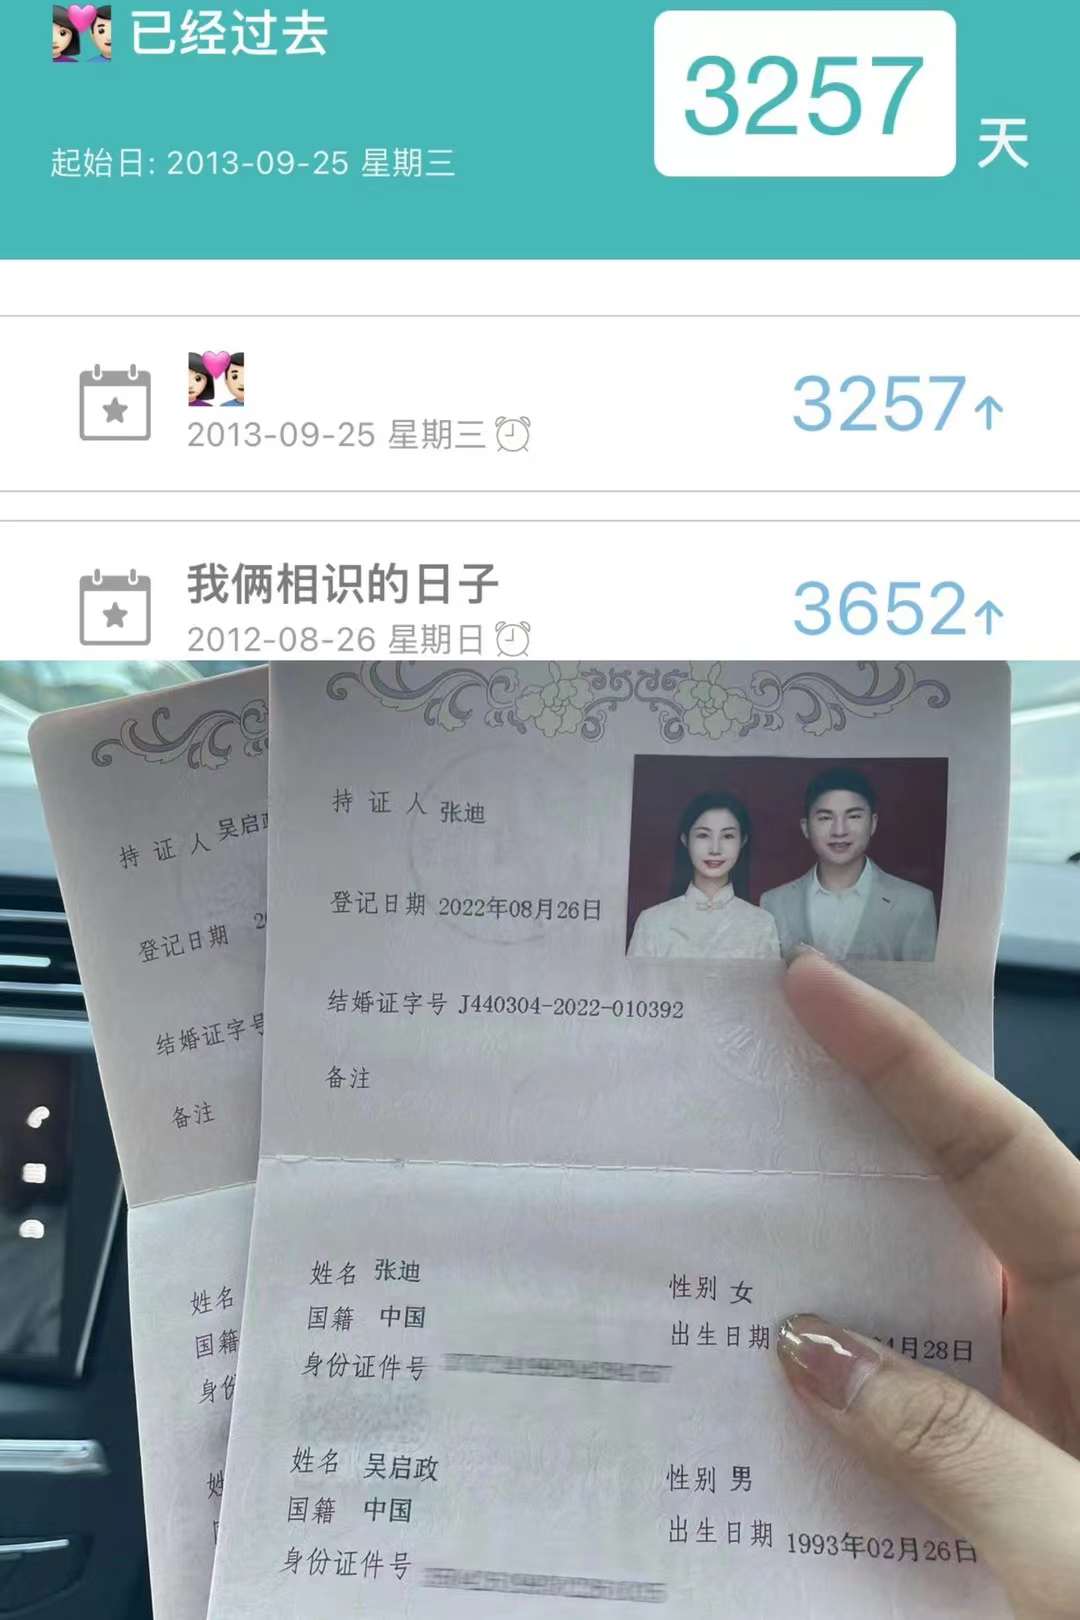 已经过去
3257
天
起始日: 2013-09-25 星期三
2013-09-25 星期三
3257↑
我俩相识的日子
2012-08-26 星期日
3652↑
持证人 吴启
登记日期 2
结婚证字号
备注
姓名
国籍
身份
姓
持证人 张迪
登记日期 2022年08月26日
结婚证字号 J440304-2022-010392
备注
姓名 张迪
性别 女
国籍 中国
出生日期 4月28日
身份证件号
姓名 吴启政
性别 男
国籍 中国
出生日期 1993年02月26日
身份证件号